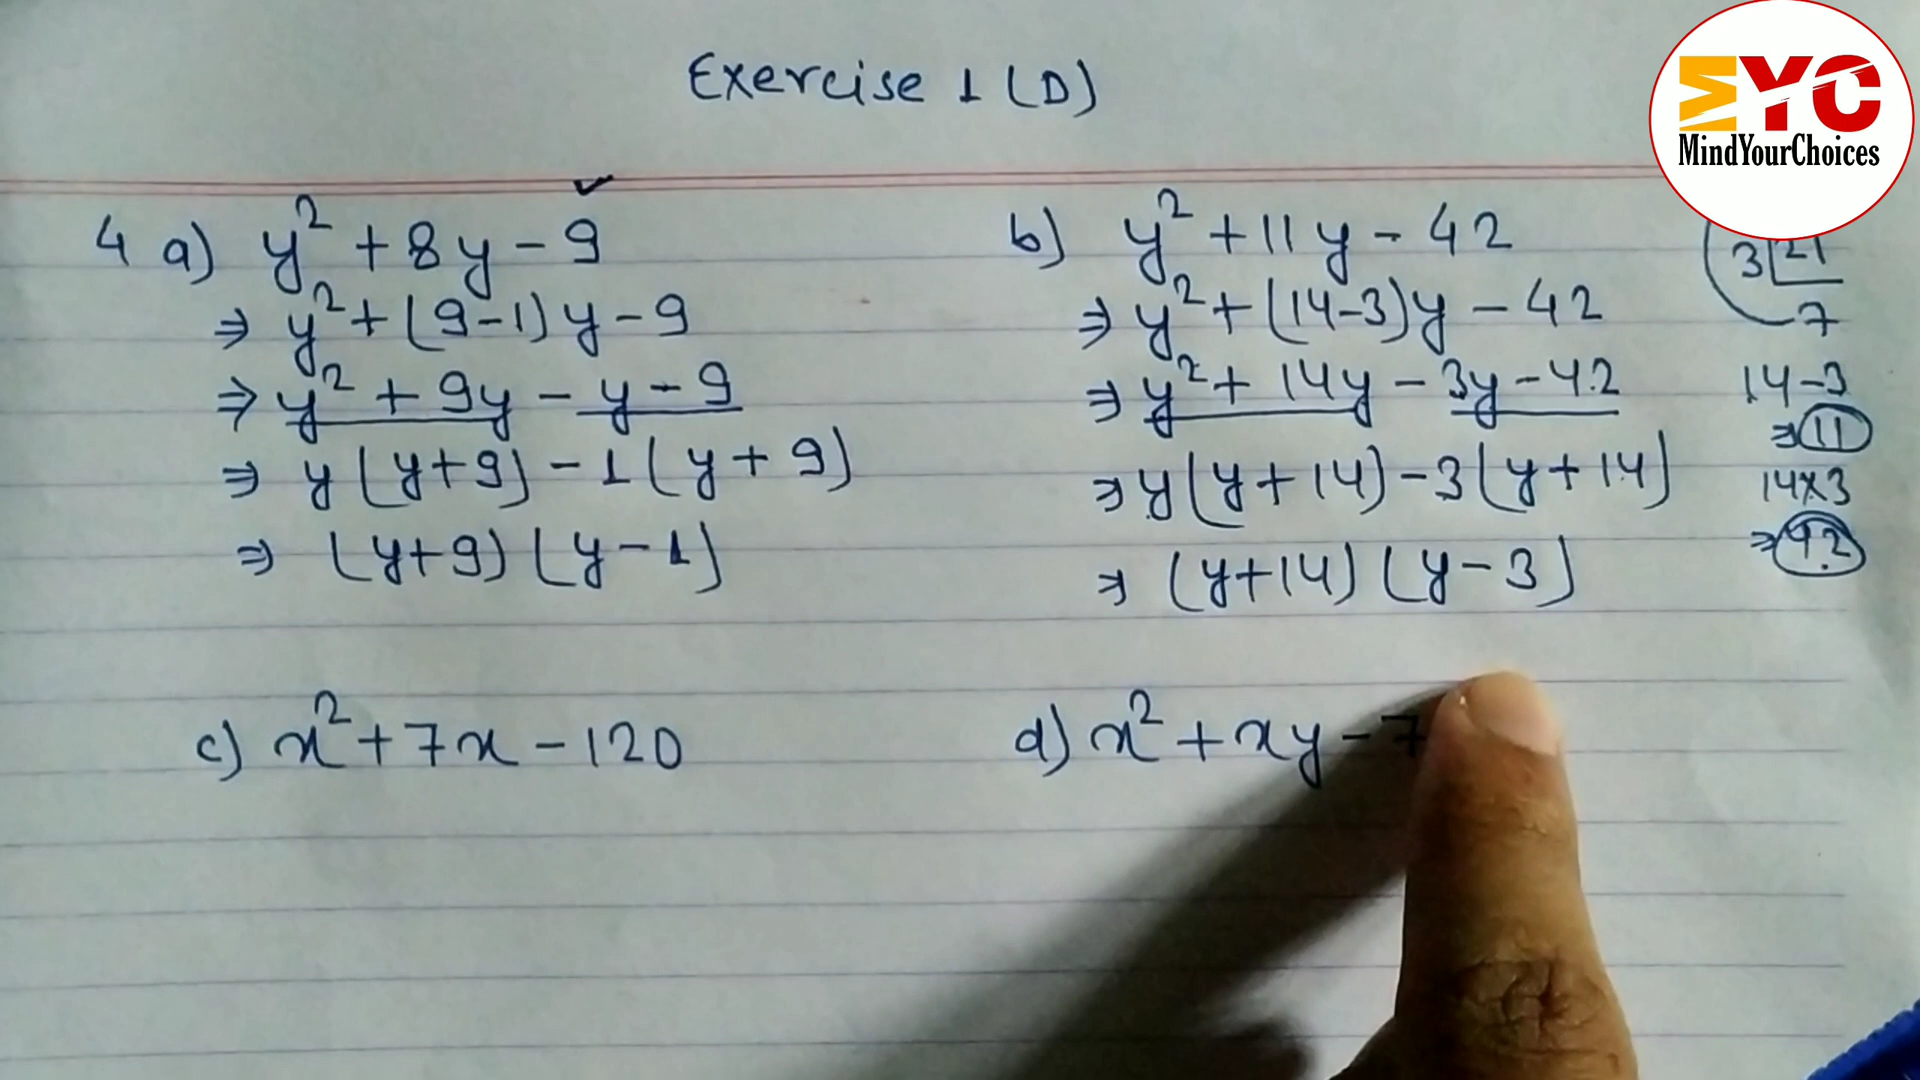 Exercise 1 (D)
MYC
MindYourChoices
4 a) y² + 8y - 9
⇒ y² + (9-1)y - 9
⇒ y² + 9y - y - 9
⇒ y(y+9) - 1(y+9)
⇒ (y+9)(y-1)
b) y² + 11y - 42
⇒ y² + (14-3)y - 42
⇒ y² + 14y - 3y - 42
⇒ y(y+14) - 3(y+14)
⇒ (y+14)(y-3)
3 21
7
14-3
⇒ 11
14×3
⇒ 42
c) x² + 7x - 120
d) x² + xy - 7